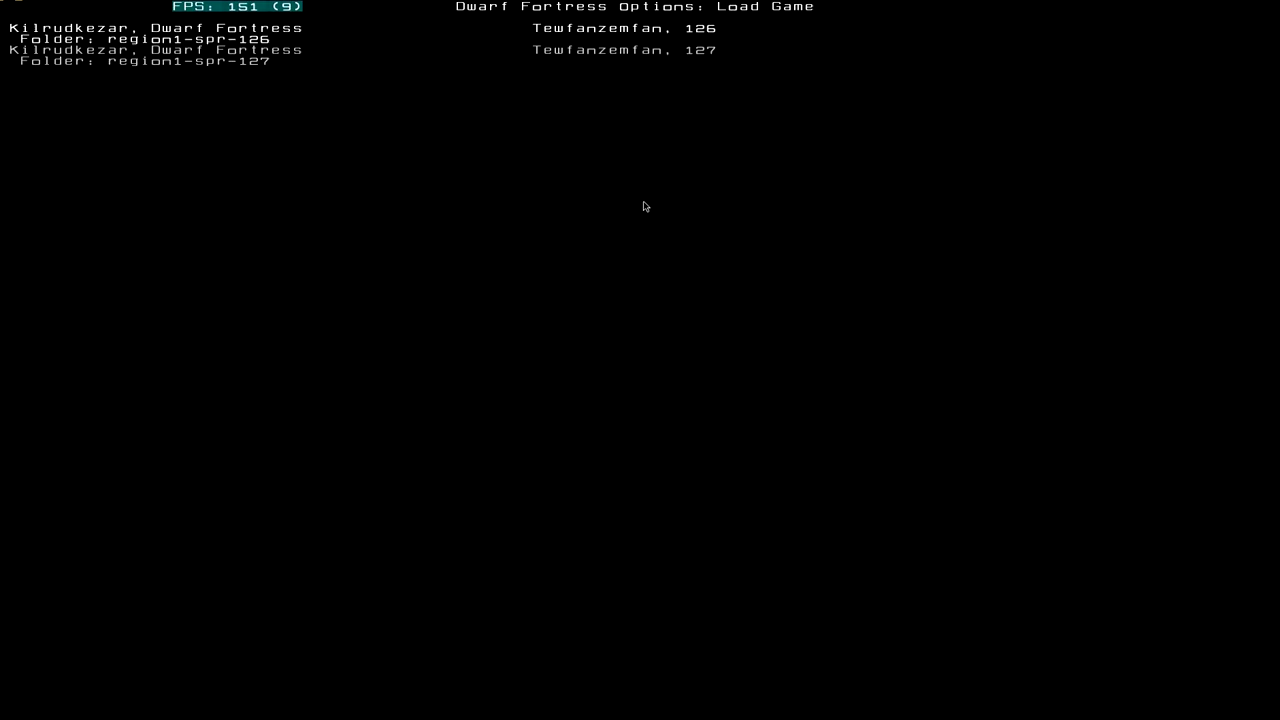 FPS: 151 (9) Dwarf Fortress Options: Load Game
Kilrudkezar, Dwarf Fortress Tewfanzemfan, 126
Folder: region1-spr-126
Kilrudkezar, Dwarf Fortress Tewfanzemfan, 127
Folder: region1-spr-127